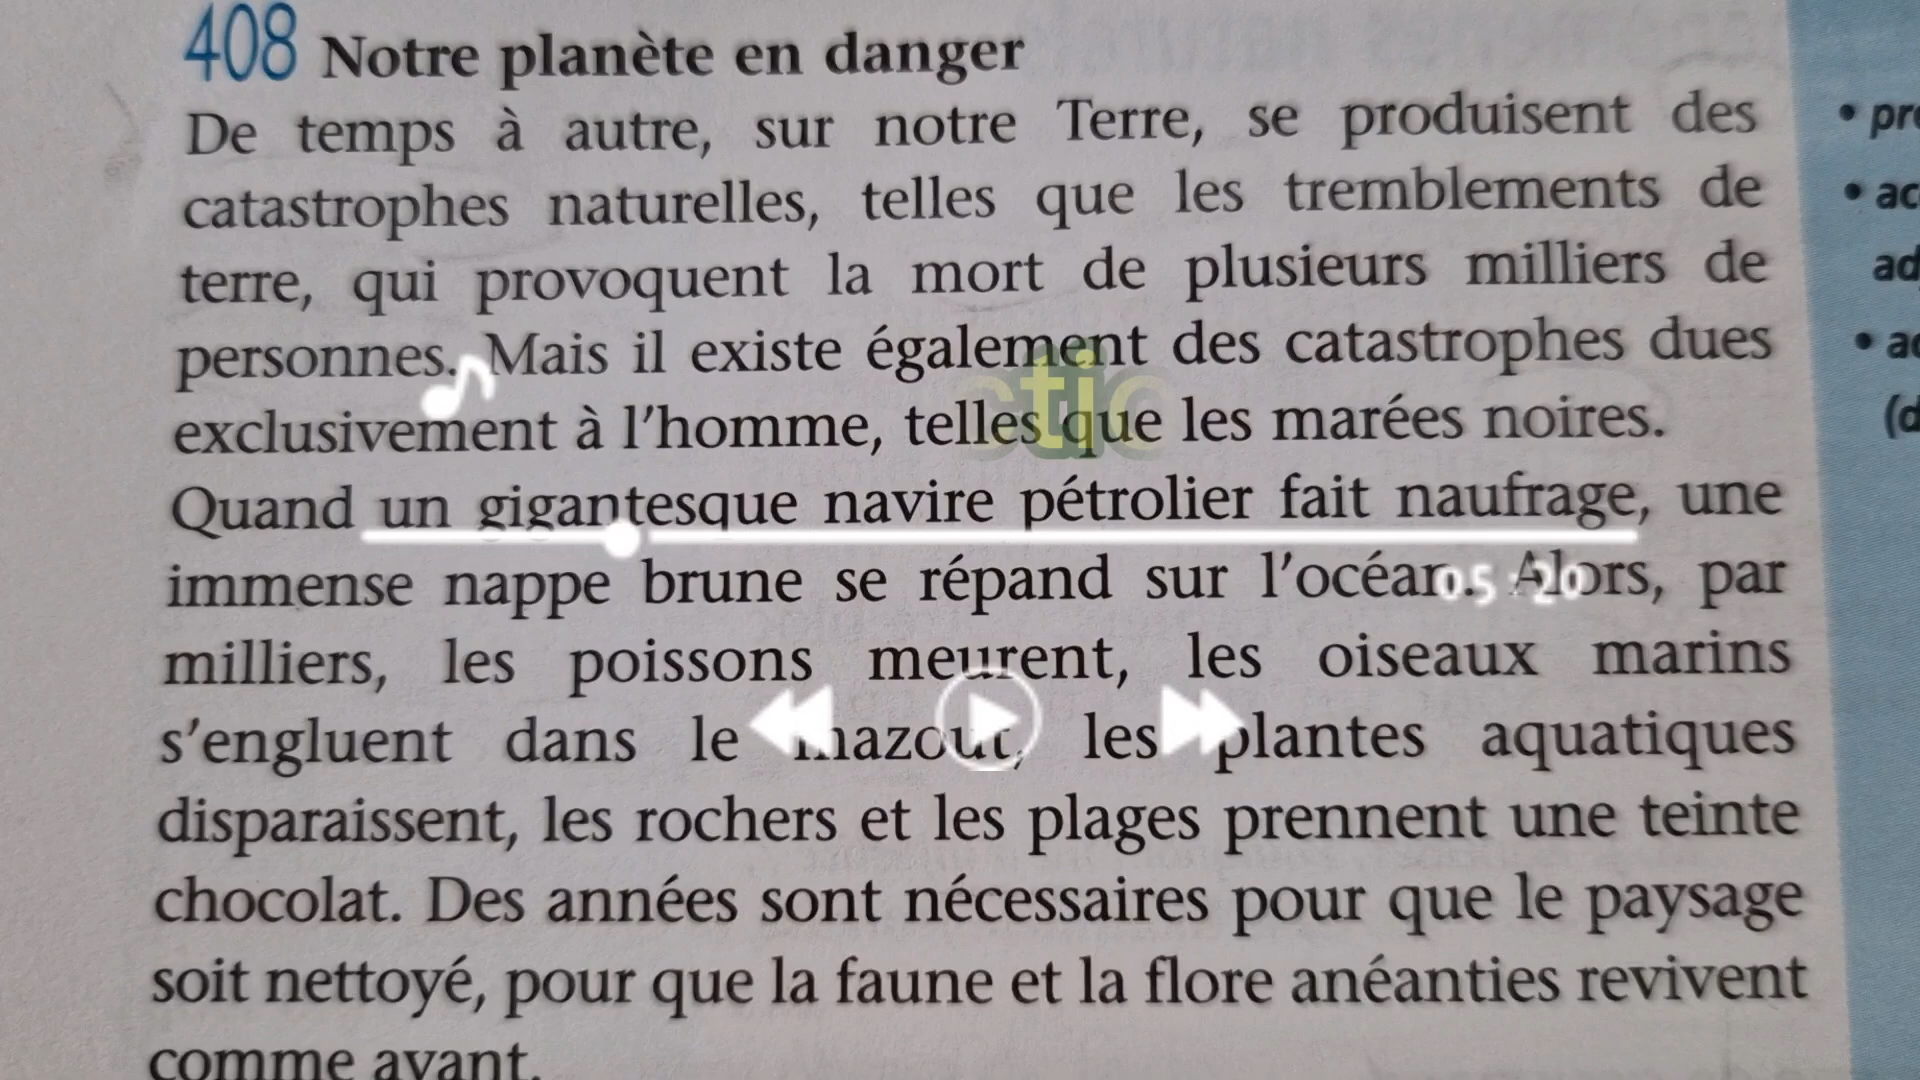 408 Notre planète en danger
De temps à autre, sur notre Terre, se produisent des
catastrophes naturelles, telles que les tremblements de
terre, qui provoquent la mort de plusieurs milliers de
personnes. Mais il existe également des catastrophes dues
exclusivement à l'homme, telles que les marées noires.
Quand un gigantesque navire pétrolier fait naufrage, une
immense nappe brune se répand sur l'océan. Alors, par
milliers, les poissons meurent, les oiseaux marins
s'engluent dans le mazout, les plantes aquatiques
disparaissent, les rochers et les plages prennent une teinte
chocolat. Des années sont nécessaires pour que le paysage
soit nettoyé, pour que la faune et la flore anéanties revivent
comme avant.